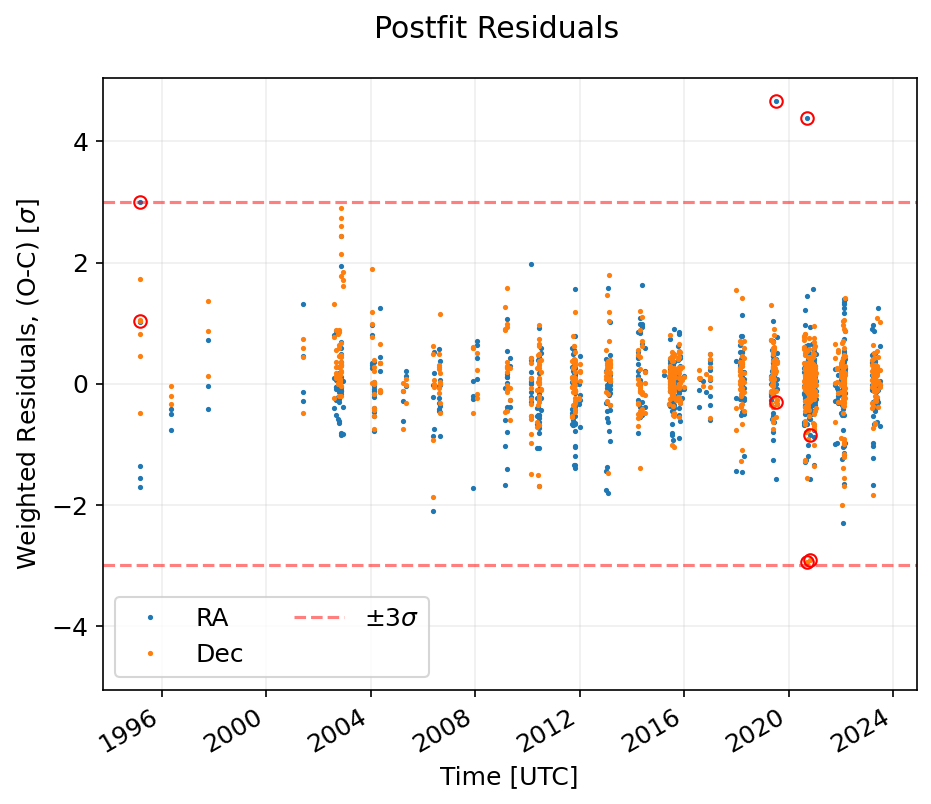 Postfit Residuals
Weighted Residuals, (O-C) [σ]
4
2
0
−2
−4
RA
Dec
±3σ
1996
2000
2004
2008
2012
2016
2020
2024
Time [UTC]